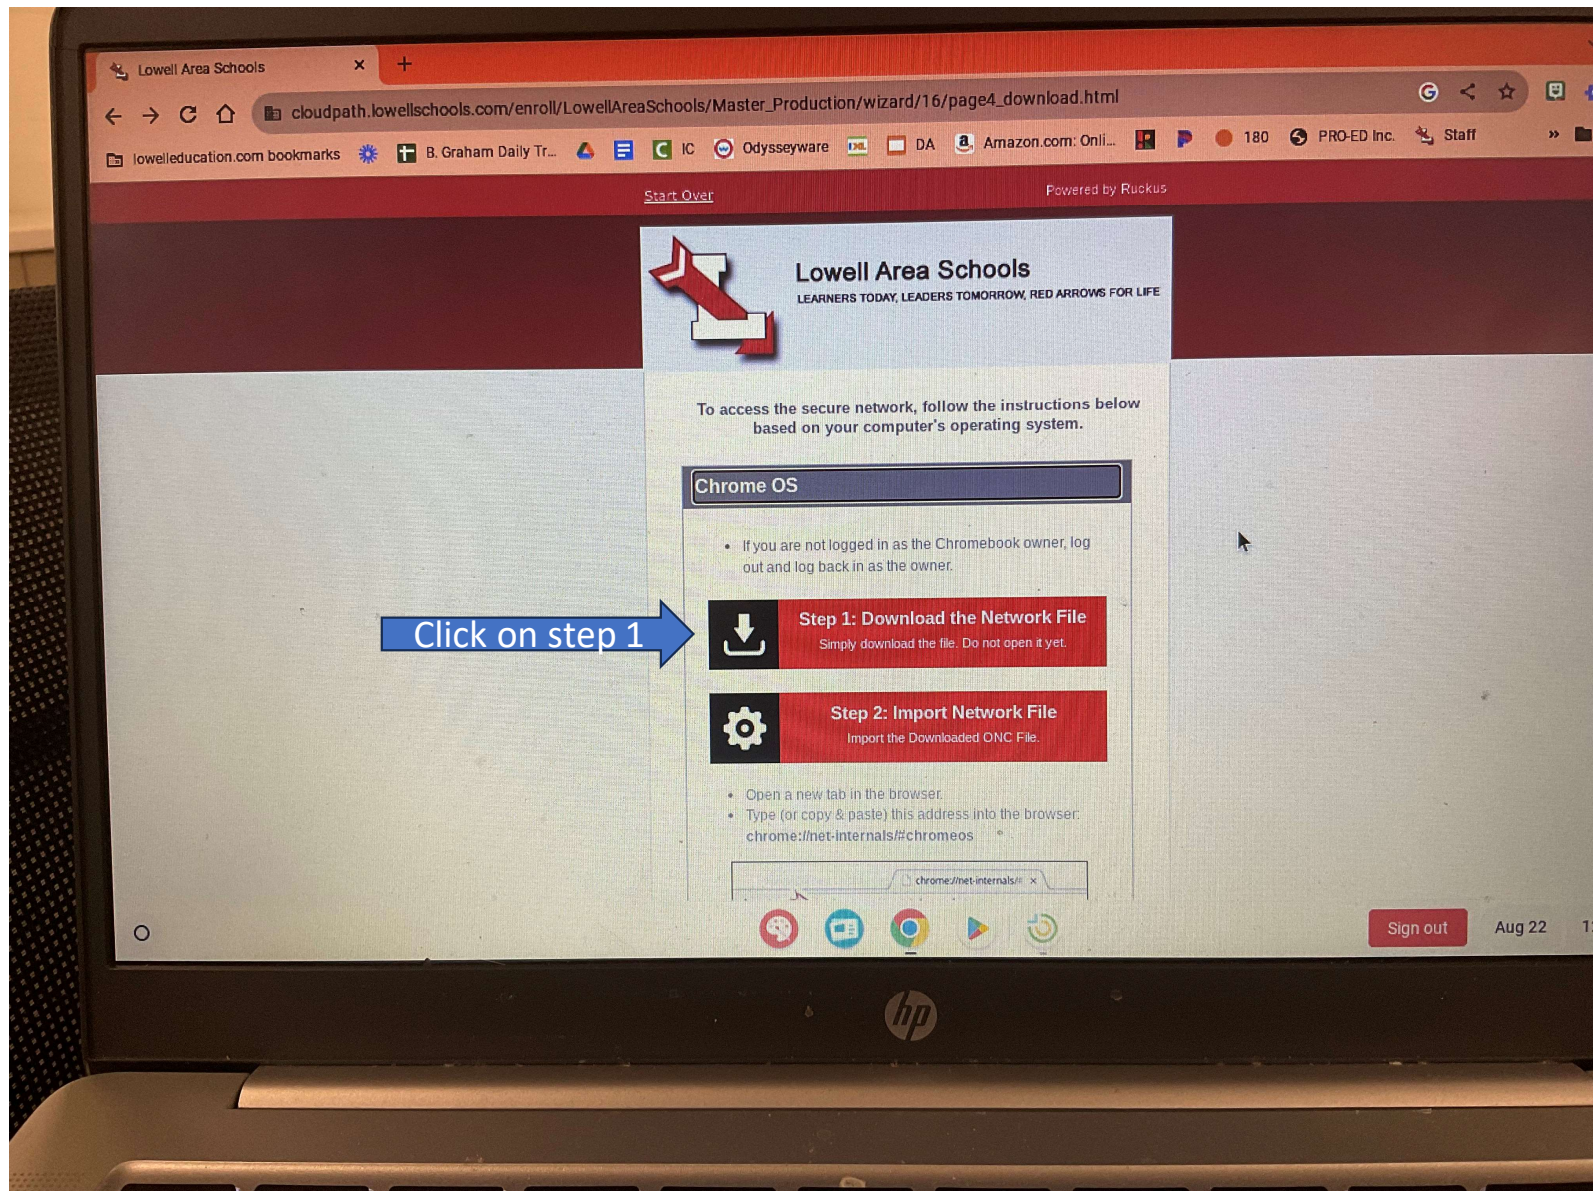 Lowell Area Schools
cloudpath.lowellschools.com/enroll/LowellAreaSchools/Master_Production/wizard/16/page4_download.html
lowelleducation.com bookmarks B. Graham Daily Tr... IC Odysseyware IXL DA Amazon.com: Onli... 180 PRO-ED Inc. Staff »
Start Over Powered by Ruckus
Lowell Area Schools
LEARNERS TODAY, LEADERS TOMORROW, RED ARROWS FOR LIFE
To access the secure network, follow the instructions below
based on your computer's operating system.
Chrome OS
• If you are not logged in as the Chromebook owner, log
out and log back in as the owner.
Click on step 1
Step 1: Download the Network File
Simply download the file. Do not open it yet.
Step 2: Import Network File
Import the Downloaded ONC File.
• Open a new tab in the browser.
• Type (or copy & paste) this address into the browser:
chrome://net-internals/#chromeos
chrome://net-internals/#
Sign out Aug 22
hp